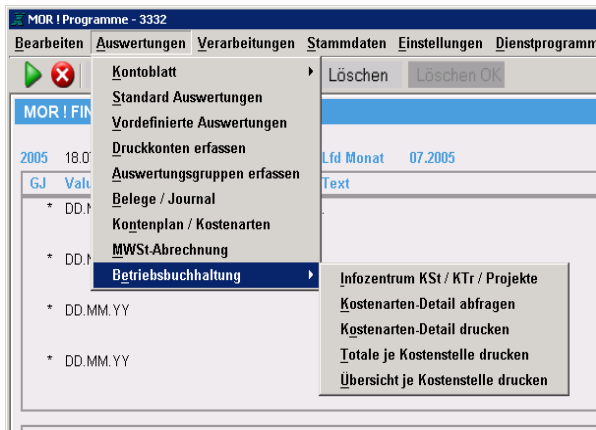 MOR ! Programme - 3332
Bearbeiten Auswertungen Verarbeitungen Stammdaten Einstellungen Dienstprogramm
Löschen Löschen OK
MOR ! FIN
2005 18.0 Lfd Monat 07.2005
GJ Valu Text
* DD.M
* DD.M
* DD.MM.YY
* DD.MM.YY
Kontoblatt
Standard Auswertungen
Vordefinierte Auswertungen
Druckkonten erfassen
Auswertungsgruppen erfassen
Belege / Journal
Kontenplan / Kostenarten
MWSt-Abrechnung
Betriebsbuchhaltung
Infozentrum KSt / KTr / Projekte
Kostenarten-Detail abfragen
Kostenarten-Detail drucken
Totale je Kostenstelle drucken
Übersicht je Kostenstelle drucken